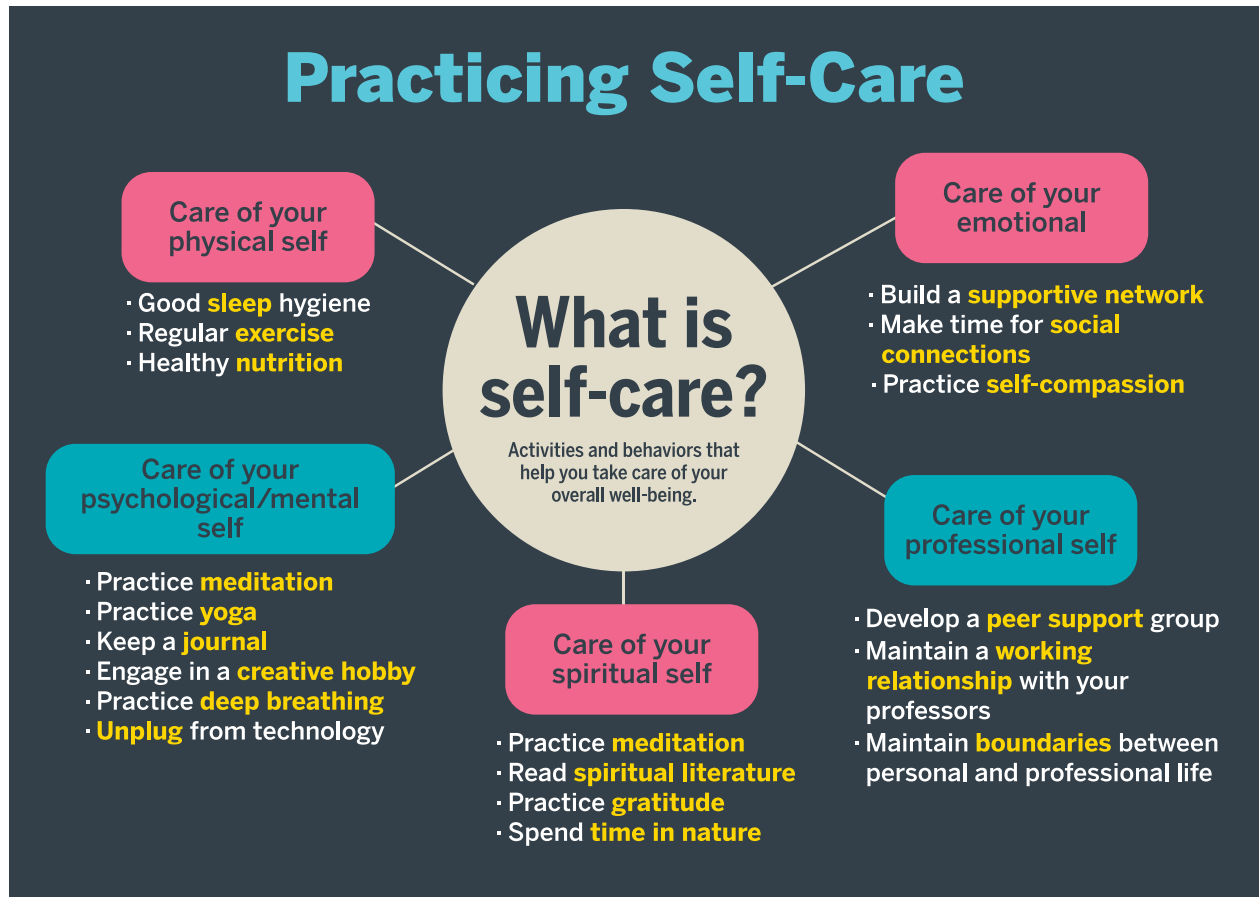 Practicing Self-Care
Care of your
physical self
· Good sleep hygiene
· Regular exercise
· Healthy nutrition
Care of your
emotional
· Build a supportive network
· Make time for social
connections
· Practice self-compassion
What is
self-care?
Activities and behaviors that
help you take care of your
overall well-being.
Care of your
psychological/mental
self
· Practice meditation
· Practice yoga
· Keep a journal
· Engage in a creative hobby
· Practice deep breathing
· Unplug from technology
Care of your
spiritual self
· Practice meditation
· Read spiritual literature
· Practice gratitude
· Spend time in nature
Care of your
professional self
· Develop a peer support group
· Maintain a working
relationship with your
professors
· Maintain boundaries between
personal and professional life